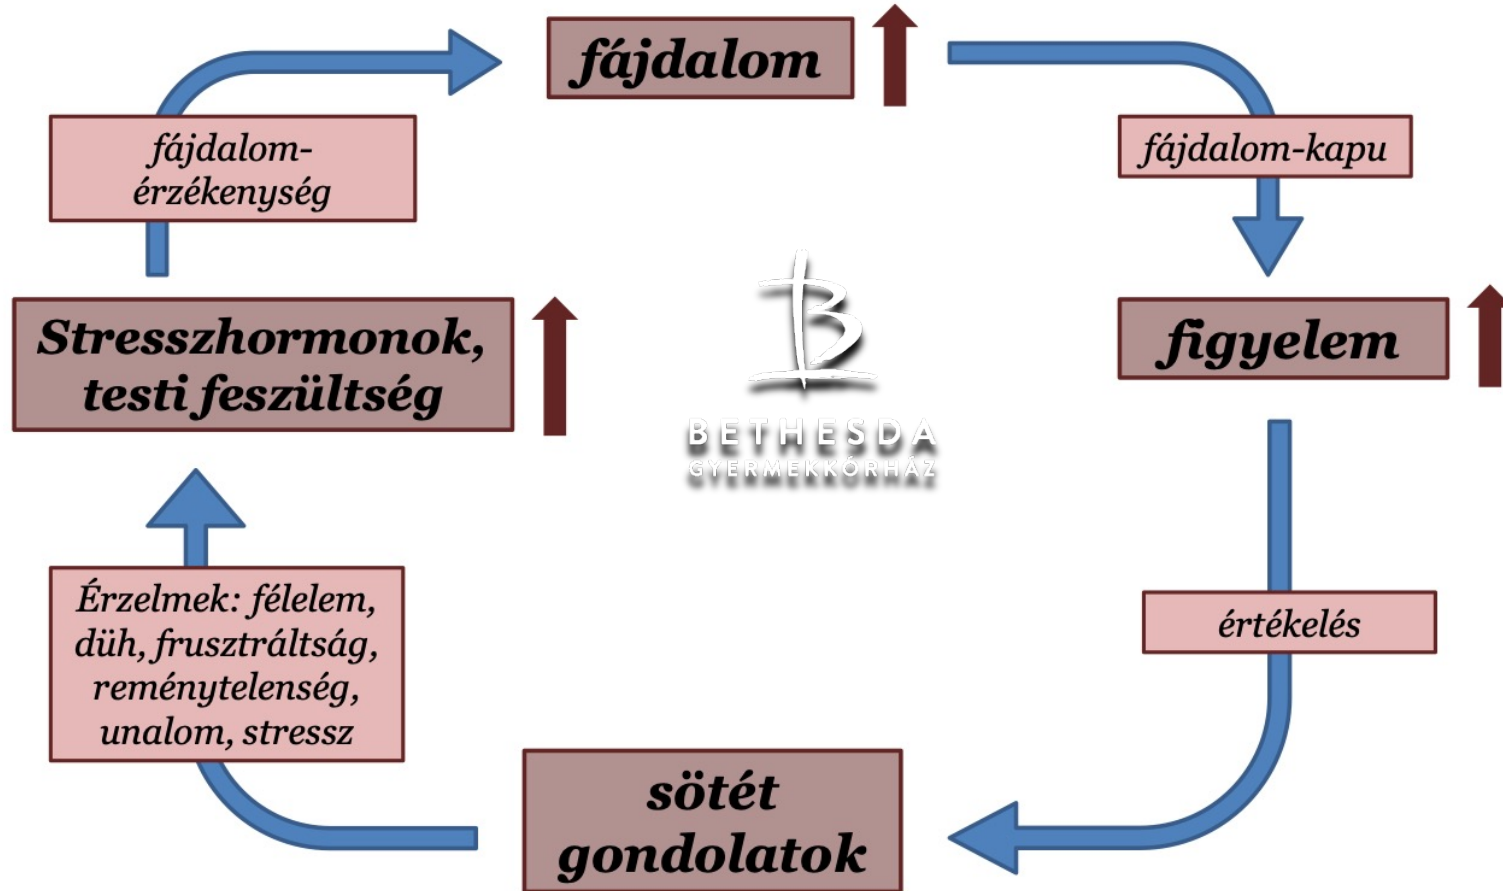 fájdalom
fájdalom-
érzékenység
fájdalom-kapu
Stresszhormonok,
testi feszültség
figyelem
BETHESDA
GYERMEKKÓRHÁZ
Érzelmek: félelem,
düh, frusztráltság,
reménytelenség,
unalom, stressz
értékelés
sötét
gondolatok